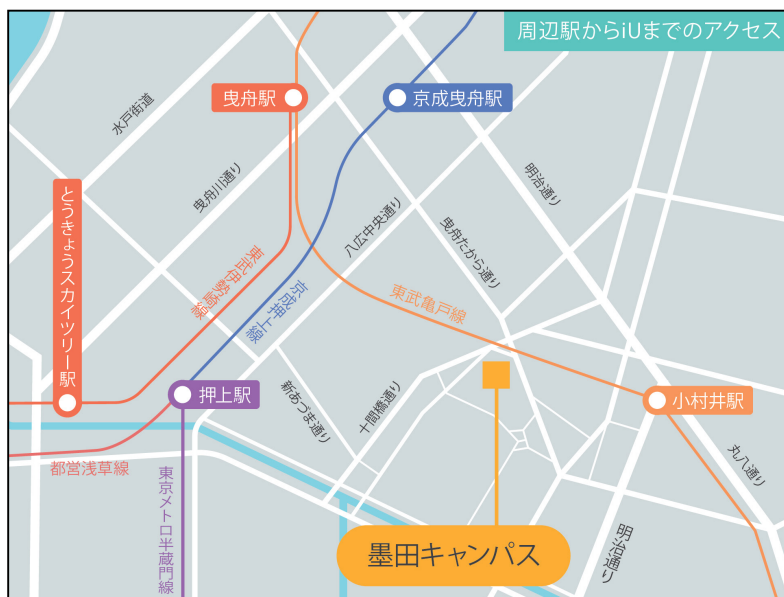 周辺駅からiUまでのアクセス
曳舟駅
京成曳舟駅
水戸街道
曳舟川通り
八広中央通り
明治通り
曳舟たから通り
とうきょうスカイツリー駅
東武伊勢崎線
京成押上線
東武亀戸線
押上駅
新あづま通り
十間橋通り
小村井駅
丸八通り
都営浅草線
東京メトロ半蔵門線
墨田キャンパス
明治通り